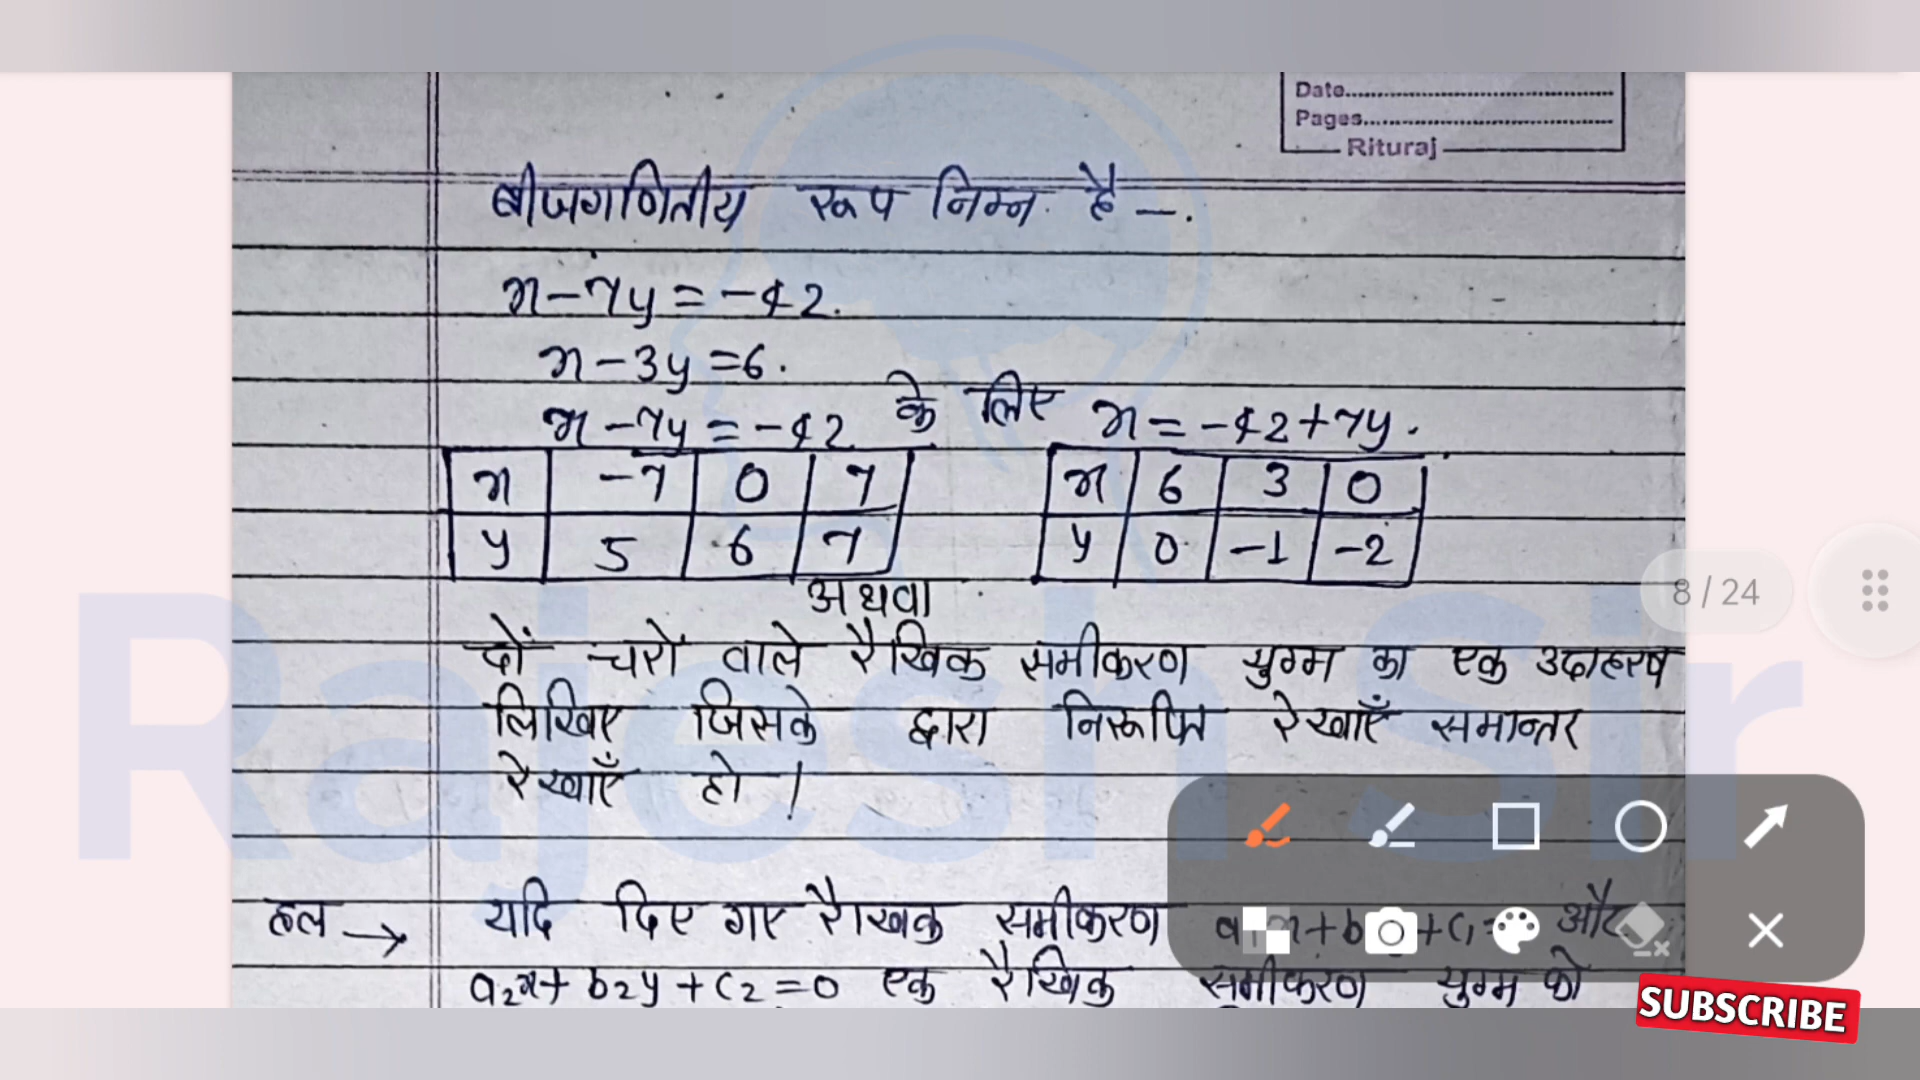 Date
Pages
Rituraj
बीजगणितीय रूप निम्न है –.
x – 7y = –42.
x – 3y = 6.
x – 7y = –42 के लिए x = –42 + 7y.
x –7 0 7 x 6 3 0
y 5 6 7 y 0 –1 –2
अथवा
8 / 24
दो चरों वाले रैखिक समीकरण युग्म का एक उदाहरण
लिखिए जिसके द्वारा निरूपित रेखाएँ समान्तर
रेखाएँ हो ।
हल → यदि दिए गए रैखिक समीकरण और
a₂x + b₂y + c₂ = 0 एक रैखिक समीकरण युग्म को
Rajesh Sir
SUBSCRIBE